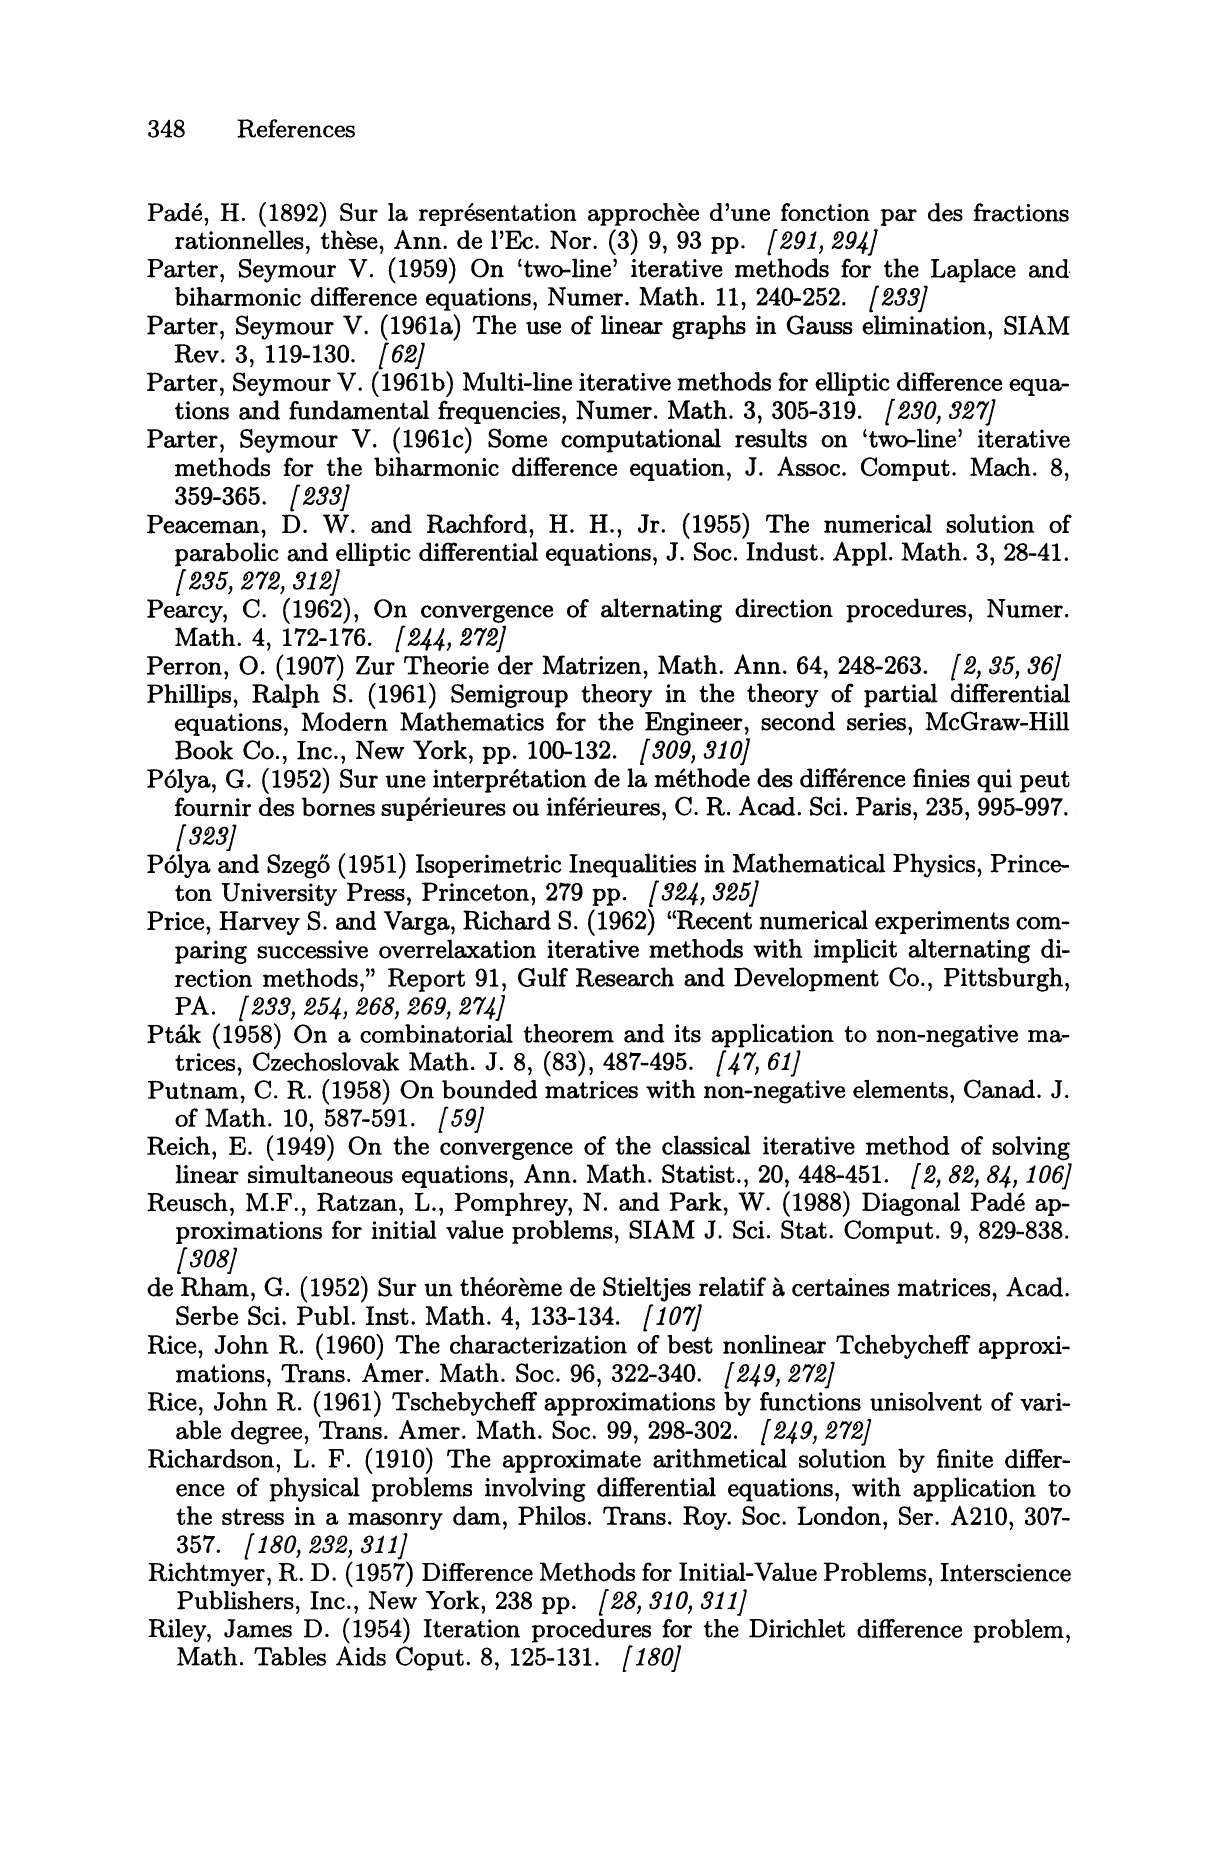 348 References
Padé, H. (1892) Sur la représentation approchèe d'une fonction par des fractions
rationnelles, thèse, Ann. de l'Ec. Nor. (3) 9, 93 pp. [291, 294]
Parter, Seymour V. (1959) On ‘two-line’ iterative methods for the Laplace and
biharmonic difference equations, Numer. Math. 11, 240-252. [233]
Parter, Seymour V. (1961a) The use of linear graphs in Gauss elimination, SIAM
Rev. 3, 119-130. [62]
Parter, Seymour V. (1961b) Multi-line iterative methods for elliptic difference equa-
tions and fundamental frequencies, Numer. Math. 3, 305-319. [230, 327]
Parter, Seymour V. (1961c) Some computational results on ‘two-line’ iterative
methods for the biharmonic difference equation, J. Assoc. Comput. Mach. 8,
359-365. [233]
Peaceman, D. W. and Rachford, H. H., Jr. (1955) The numerical solution of
parabolic and elliptic differential equations, J. Soc. Indust. Appl. Math. 3, 28-41.
[235, 272, 312]
Pearcy, C. (1962), On convergence of alternating direction procedures, Numer.
Math. 4, 172-176. [244, 272]
Perron, O. (1907) Zur Theorie der Matrizen, Math. Ann. 64, 248-263. [2, 35, 36]
Phillips, Ralph S. (1961) Semigroup theory in the theory of partial differential
equations, Modern Mathematics for the Engineer, second series, McGraw-Hill
Book Co., Inc., New York, pp. 100-132. [309, 310]
Pólya, G. (1952) Sur une interprétation de la méthode des différence finies qui peut
fournir des bornes supérieures ou inférieures, C. R. Acad. Sci. Paris, 235, 995-997.
[323]
Pólya and Szegő (1951) Isoperimetric Inequalities in Mathematical Physics, Prince-
ton University Press, Princeton, 279 pp. [324, 325]
Price, Harvey S. and Varga, Richard S. (1962) “Recent numerical experiments com-
paring successive overrelaxation iterative methods with implicit alternating di-
rection methods,” Report 91, Gulf Research and Development Co., Pittsburgh,
PA. [233, 254, 268, 269, 274]
Pták (1958) On a combinatorial theorem and its application to non-negative ma-
trices, Czechoslovak Math. J. 8, (83), 487-495. [47, 61]
Putnam, C. R. (1958) On bounded matrices with non-negative elements, Canad. J.
of Math. 10, 587-591. [59]
Reich, E. (1949) On the convergence of the classical iterative method of solving
linear simultaneous equations, Ann. Math. Statist., 20, 448-451. [2, 82, 84, 106]
Reusch, M.F., Ratzan, L., Pomphrey, N. and Park, W. (1988) Diagonal Padé ap-
proximations for initial value problems, SIAM J. Sci. Stat. Comput. 9, 829-838.
[308]
de Rham, G. (1952) Sur un théorème de Stieltjes relatif à certaines matrices, Acad.
Serbe Sci. Publ. Inst. Math. 4, 133-134. [107]
Rice, John R. (1960) The characterization of best nonlinear Tchebycheff approxi-
mations, Trans. Amer. Math. Soc. 96, 322-340. [249, 272]
Rice, John R. (1961) Tschebycheff approximations by functions unisolvent of vari-
able degree, Trans. Amer. Math. Soc. 99, 298-302. [249, 272]
Richardson, L. F. (1910) The approximate arithmetical solution by finite differ-
ence of physical problems involving differential equations, with application to
the stress in a masonry dam, Philos. Trans. Roy. Soc. London, Ser. A210, 307-
357. [180, 232, 311]
Richtmyer, R. D. (1957) Difference Methods for Initial-Value Problems, Interscience
Publishers, Inc., New York, 238 pp. [28, 310, 311]
Riley, James D. (1954) Iteration procedures for the Dirichlet difference problem,
Math. Tables Aids Coput. 8, 125-131. [180]